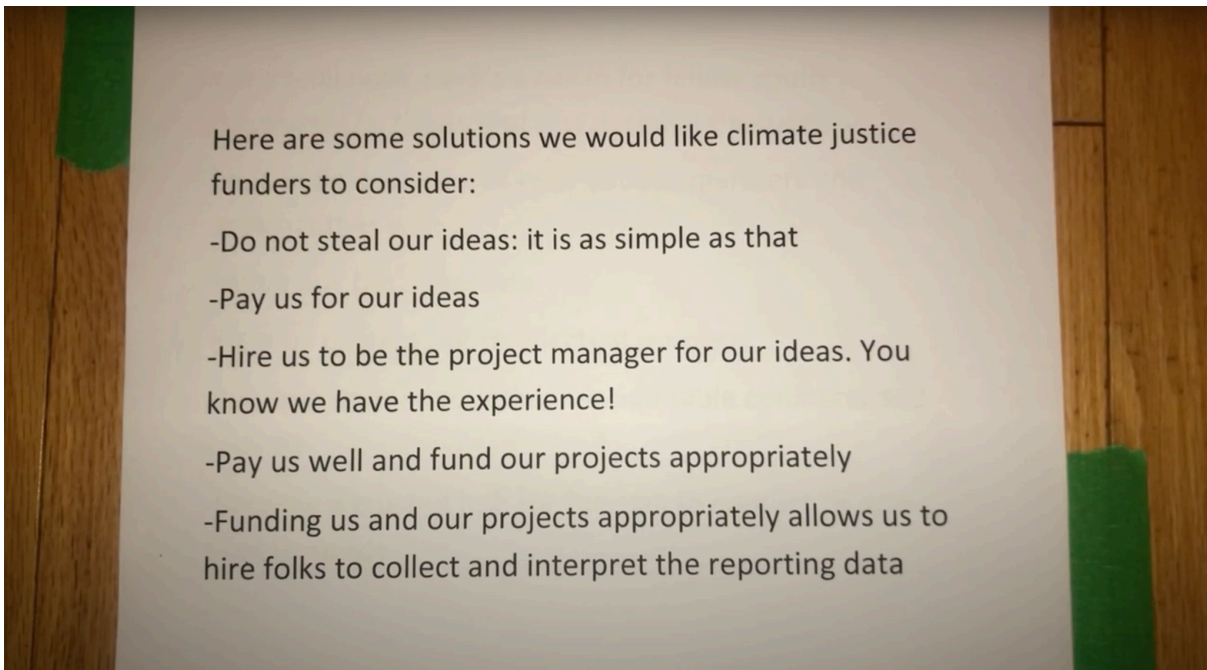 Here are some solutions we would like climate justice
funders to consider:
-Do not steal our ideas: it is as simple as that
-Pay us for our ideas
-Hire us to be the project manager for our ideas. You
know we have the experience!
-Pay us well and fund our projects appropriately
-Funding us and our projects appropriately allows us to
hire folks to collect and interpret the reporting data